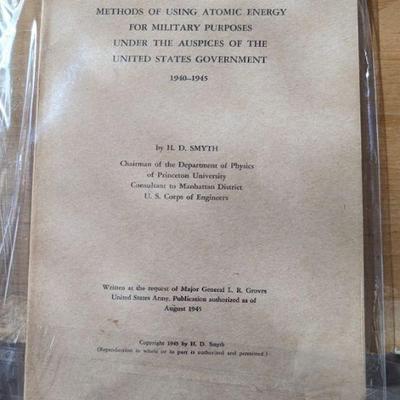 METHODS OF USING ATOMIC ENERGY
FOR MILITARY PURPOSES
UNDER THE AUSPICES OF THE
UNITED STATES GOVERNMENT
1940–1945
by H. D. SMYTH
Chairman of the Department of Physics
of Princeton University
Consultant to Manhattan District
U. S. Corps of Engineers
Written at the request of Major General L. R. Groves
United States Army. Publication authorized as of
August 1945
Copyright 1945 by H. D. Smyth
(Reproduction in whole or in part is authorized and permitted.)